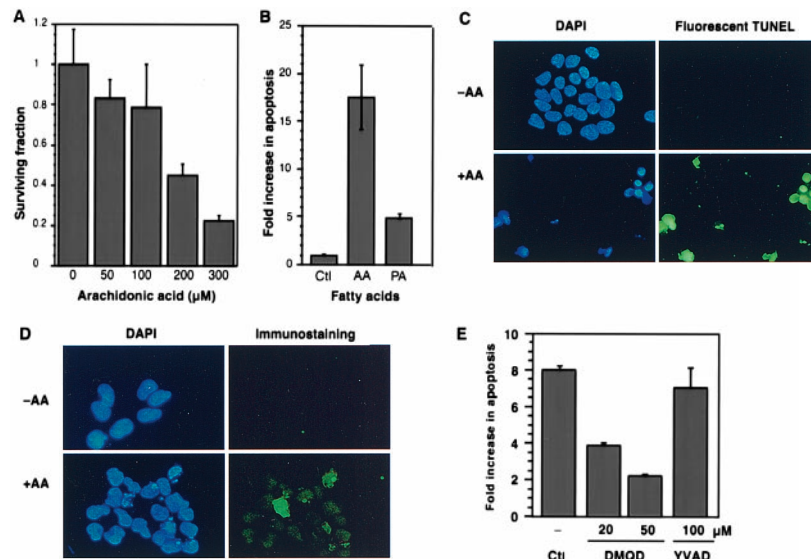 A
Surviving fraction
1.2
1
0.8
0.6
0.4
0.2
0
0 50 100 200 300
Arachidonic acid (µM)
B
Fold increase in apoptosis
25
20
15
10
5
0
Ctl AA PA
Fatty acids
C
DAPI Fluorescent TUNEL
–AA
+AA
D
DAPI Immunostaining
–AA
+AA
E
Fold increase in apoptosis
10
8
6
4
2
0
– 20 50 100 µM
Ctl DMQD YVAD